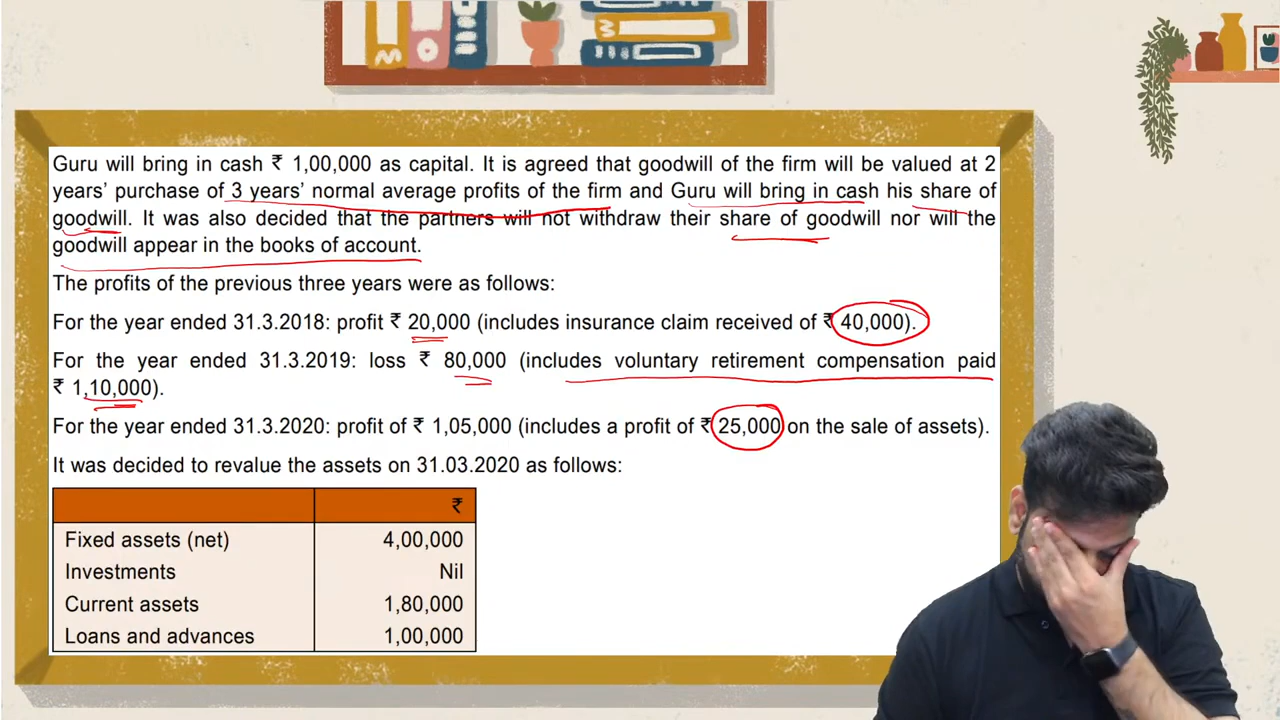 Guru will bring in cash ₹ 1,00,000 as capital. It is agreed that goodwill of the firm will be valued at 2
years' purchase of 3 years' normal average profits of the firm and Guru will bring in cash his share of
goodwill. It was also decided that the partners will not withdraw their share of goodwill nor will the
goodwill appear in the books of account.
The profits of the previous three years were as follows:
For the year ended 31.3.2018: profit ₹ 20,000 (includes insurance claim received of ₹ 40,000).
For the year ended 31.3.2019: loss ₹ 80,000 (includes voluntary retirement compensation paid
₹ 1,10,000).
For the year ended 31.3.2020: profit of ₹ 1,05,000 (includes a profit of ₹ 25,000 on the sale of assets).
It was decided to revalue the assets on 31.03.2020 as follows:
₹
Fixed assets (net) 4,00,000
Investments Nil
Current assets 1,80,000
Loans and advances 1,00,000